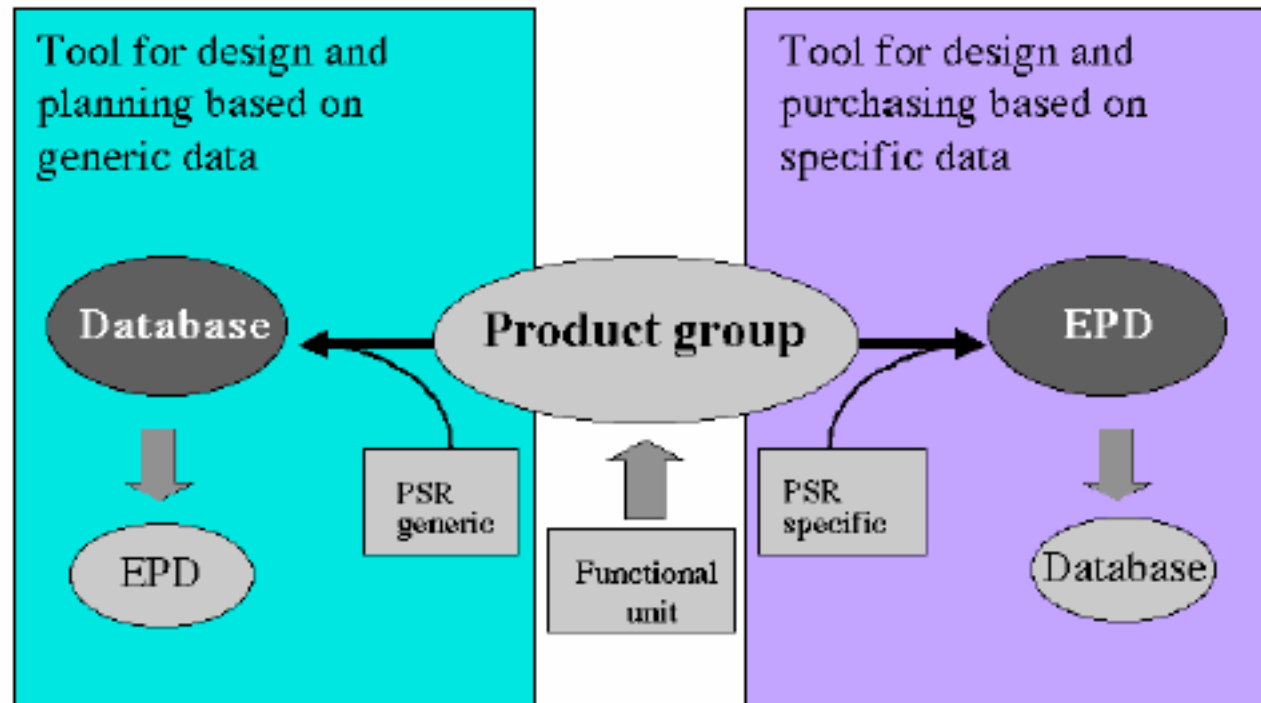 Tool for design and
planning based on
generic data
Tool for design and
purchasing based on
specific data
Database
Product group
EPD
PSR
generic
PSR
specific
EPD
Functional
unit
Database